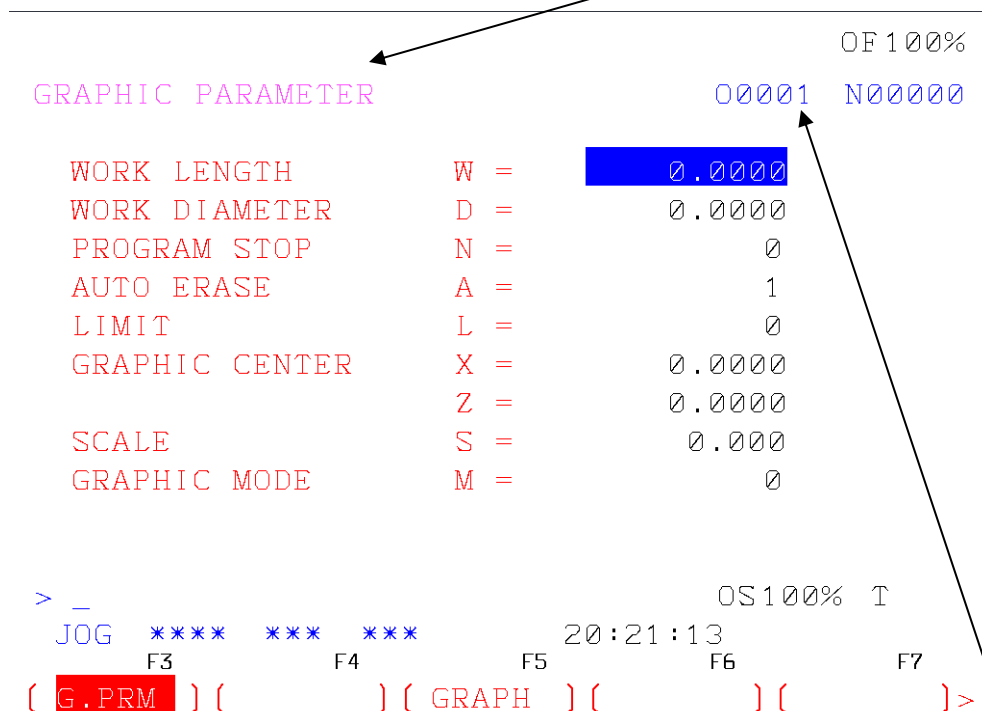 OF100%
GRAPHIC PARAMETER O0001 N00000
WORK LENGTH W = 0.0000
WORK DIAMETER D = 0.0000
PROGRAM STOP N = 0
AUTO ERASE A = 1
LIMIT L = 0
GRAPHIC CENTER X = 0.0000
Z = 0.0000
SCALE S = 0.000
GRAPHIC MODE M = 0
> _ OS100% T
JOG **** *** *** 20:21:13
F3 F4 F5 F6 F7
( G.PRM ) ( ) ( GRAPH ) ( ) ( ) >